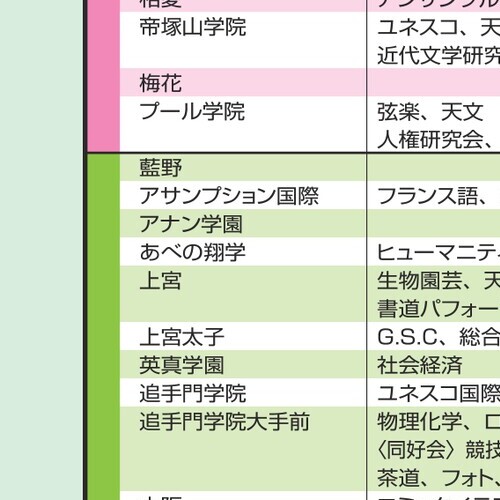 帝塚山学院 ユネスコ、天
近代文学研究
梅花
プール学院 弦楽、天文
人権研究会、
藍野
アサンプション国際 フランス語、
アナン学園
あべの翔学 ヒューマニテ
上宮 生物園芸、天
書道パフォー
上宮太子 G.S.C、総合
英真学園 社会経済
追手門学院 ユネスコ国際
追手門学院大手前 物理化学、ロ
〈同好会〉競技
茶道、フォト、